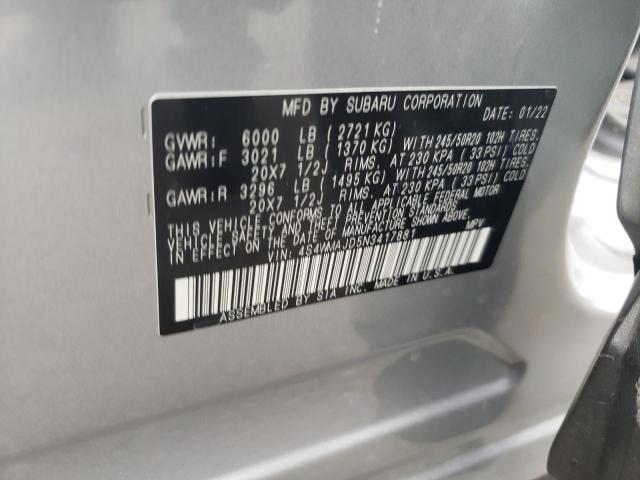 MFD BY SUBARU CORPORATION
DATE: 01/22
GVWR: 6000 LB (2721 KG)
GAWR:F 3021 LB (1370 KG) WITH 245/50R20 102H TIRES,
20X7 1/2J RIMS, AT 230 KPA (33 PSI) COLD
GAWR:R 3296 LB (1495 KG) WITH 245/50R20 102H TIRES,
20X7 1/2J RIMS, AT 230 KPA (33 PSI) COLD
THIS VEHICLE CONFORMS TO ALL APPLICABLE FEDERAL MOTOR
VEHICLE SAFETY AND THEFT PREVENTION STANDARDS
IN EFFECT ON THE DATE OF MANUFACTURE SHOWN ABOVE.
VIN: 4S4WMAJD5N3417831 MPV
ASSEMBLED BY SIA INC. MADE IN U.S.A.